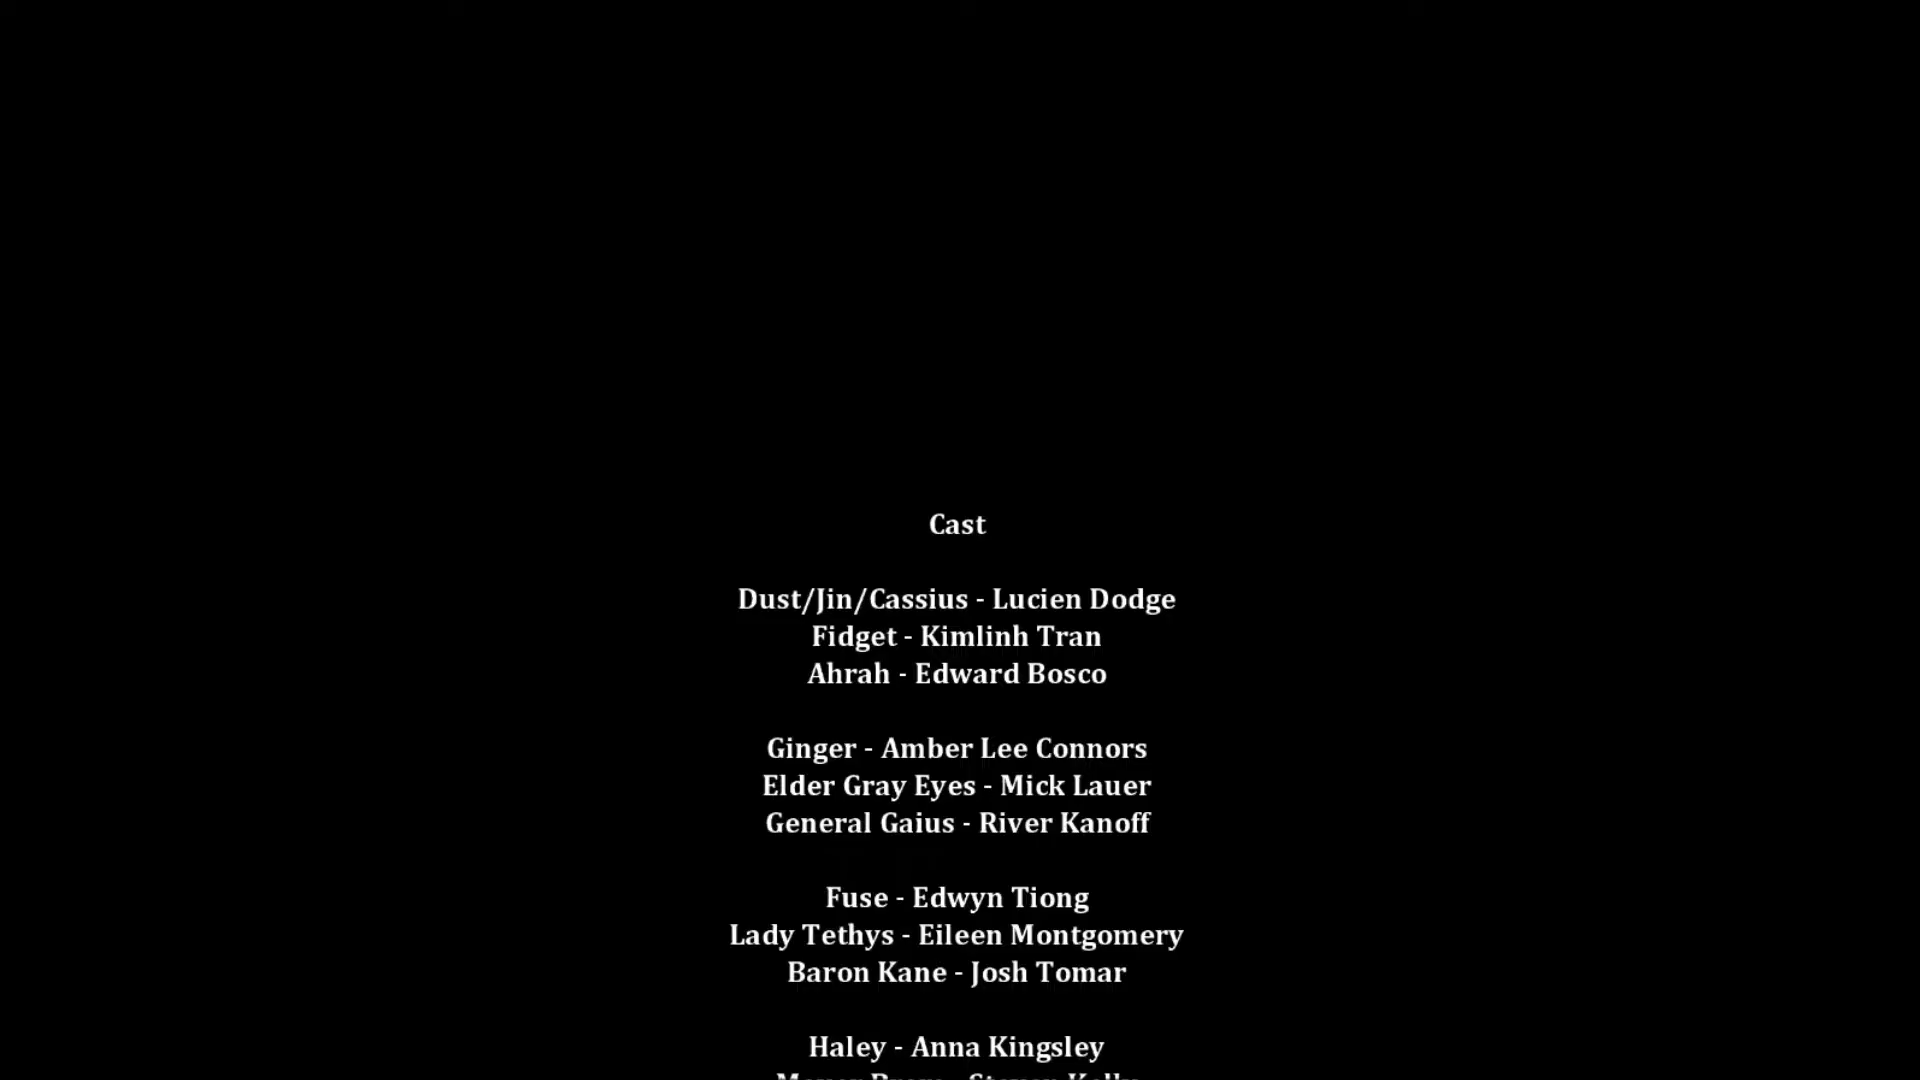 Cast
Dust/Jin/Cassius - Lucien Dodge
Fidget - Kimlinh Tran
Ahrah - Edward Bosco
Ginger - Amber Lee Connors
Elder Gray Eyes - Mick Lauer
General Gaius - River Kanoff
Fuse - Edwyn Tiong
Lady Tethys - Eileen Montgomery
Baron Kane - Josh Tomar
Haley - Anna Kingsley